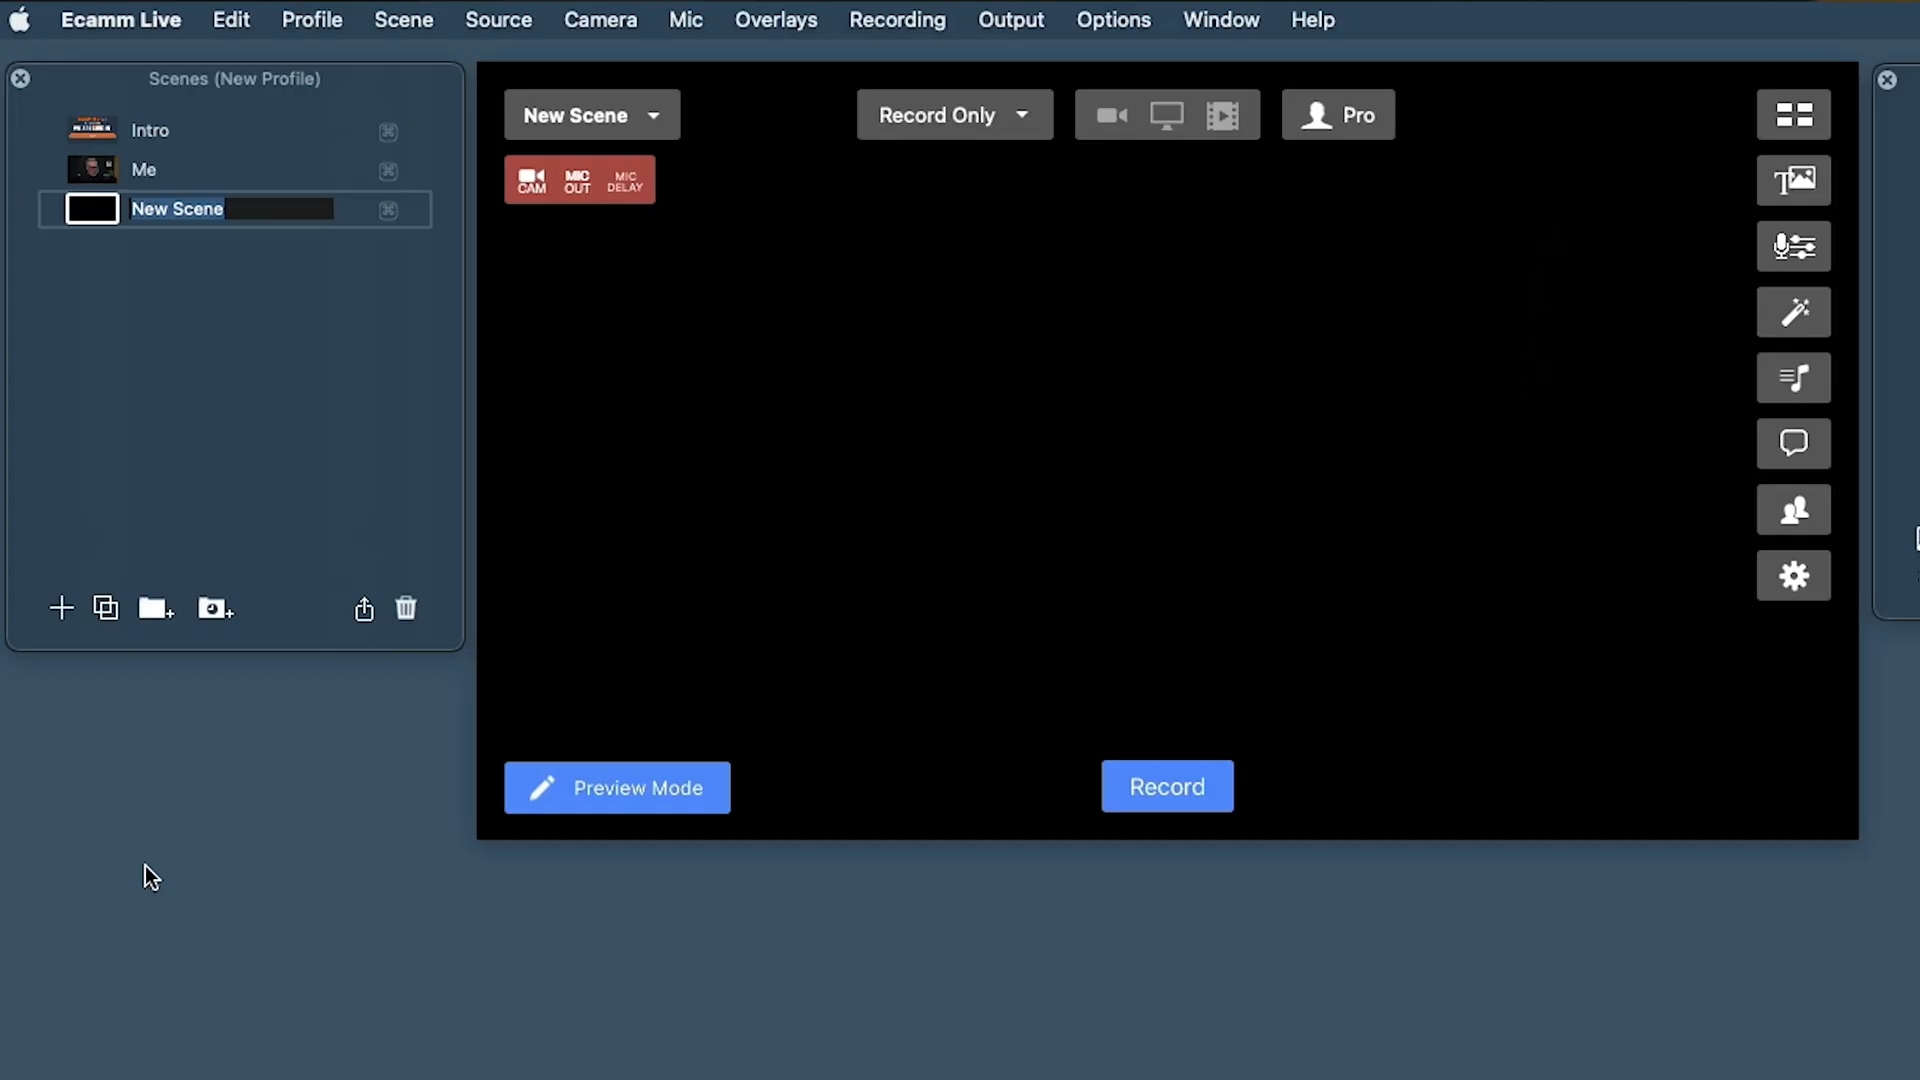 Ecamm Live Edit Profile Scene Source Camera Mic Overlays Recording Output Options Window Help
Scenes (New Profile)
Intro
Me
New Scene
New Scene
Record Only
Pro
CAM
MIC OUT
MIC DELAY
Preview Mode
Record